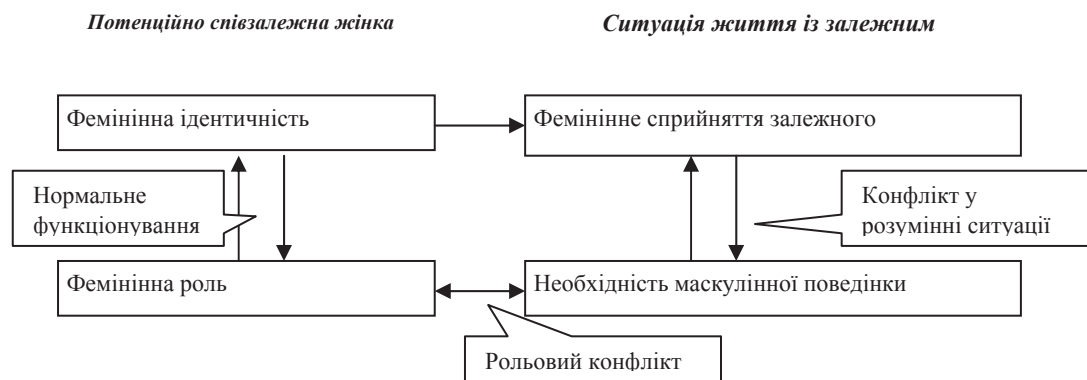 Потенційно співзалежна жінка
Ситуація життя із залежним
Фемінінна ідентичність
Фемінінне сприйняття залежного
Нормальне
функціонування
Конфлікт у
розумінні ситуації
Фемінінна роль
Необхідність маскулінної поведінки
Рольовий конфлікт